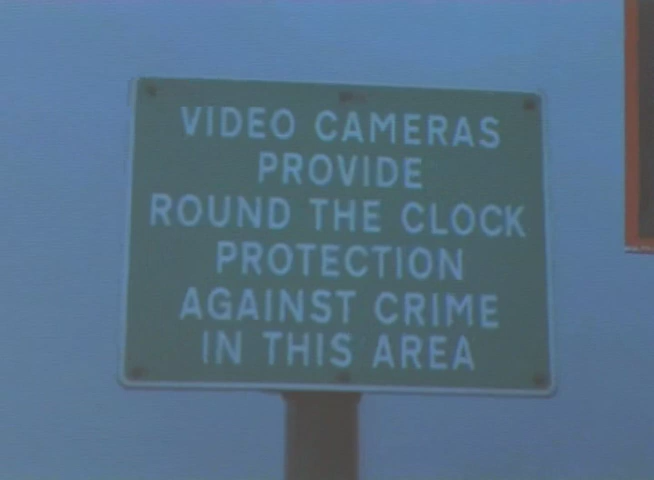 VIDEO CAMERAS
PROVIDE
ROUND THE CLOCK
PROTECTION
AGAINST CRIME
IN THIS AREA